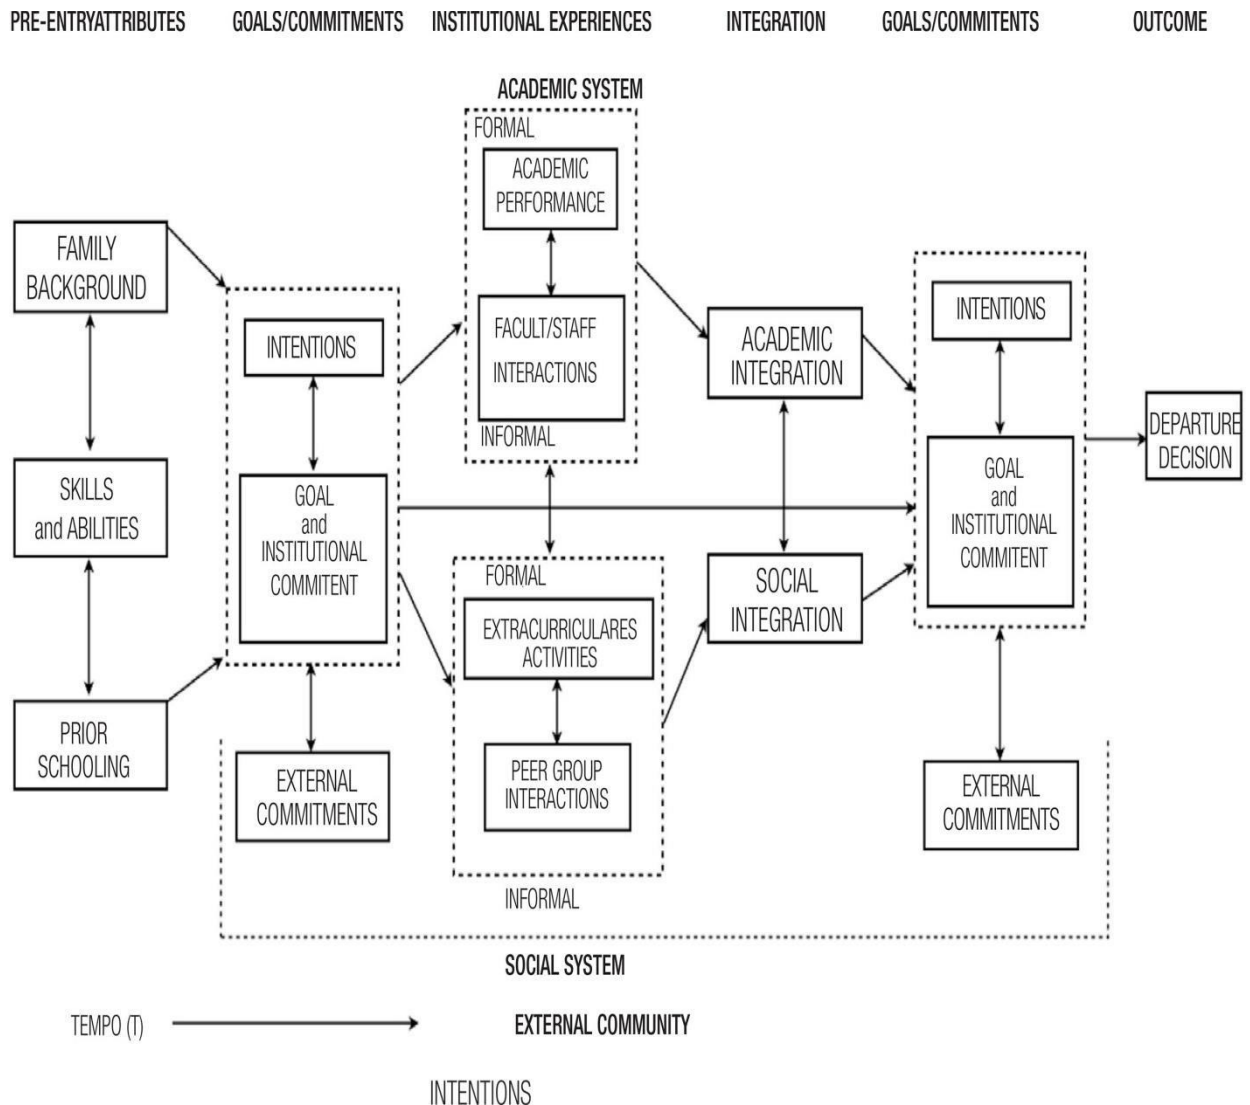 PRE-ENTRYATTRIBUTES
GOALS/COMMITMENTS
INSTITUTIONAL EXPERIENCES
INTEGRATION
GOALS/COMMITENTS
OUTCOME
FAMILY
BACKGROUND
SKILLS
and ABILITIES
PRIOR
SCHOOLING
INTENTIONS
GOAL
and
INSTITUTIONAL
COMMITENT
EXTERNAL
COMMITMENTS
ACADEMIC SYSTEM
FORMAL
ACADEMIC
PERFORMANCE
FACULT/STAFF
INTERACTIONS
INFORMAL
FORMAL
EXTRACURRICULARES
ACTIVITIES
PEER GROUP
INTERACTIONS
INFORMAL
ACADEMIC
INTEGRATION
SOCIAL
INTEGRATION
INTENTIONS
GOAL
and
INSTITUTIONAL
COMMITENT
EXTERNAL
COMMITMENTS
DEPARTURE
DECISION
SOCIAL SYSTEM
TEMPO (T)
EXTERNAL COMMUNITY
INTENTIONS